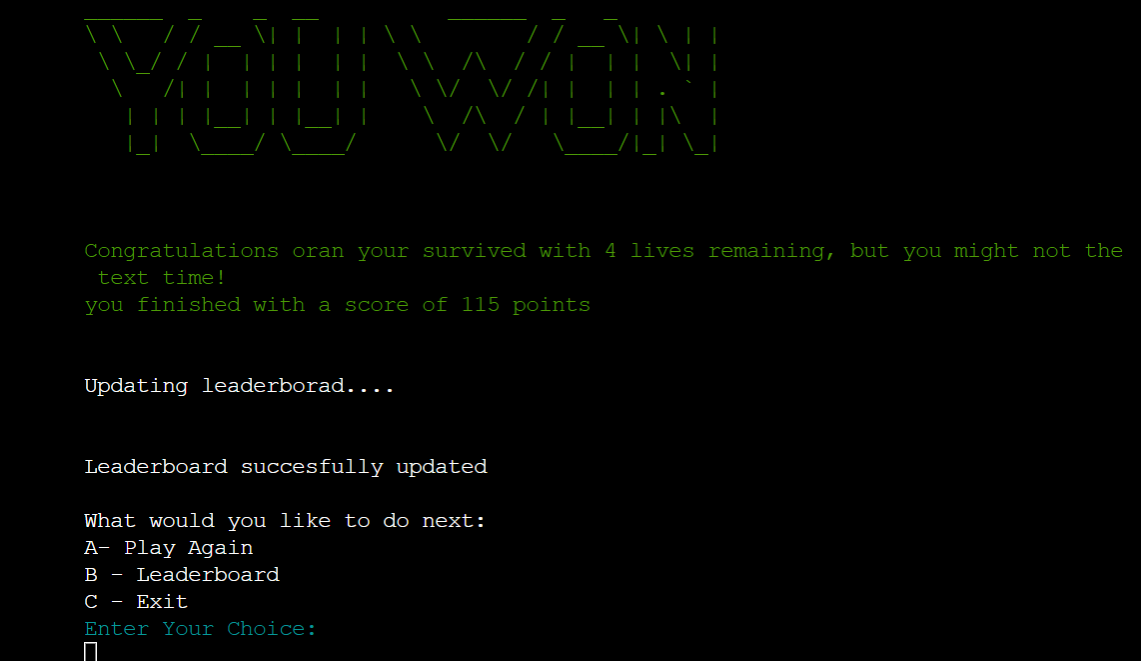 YOU WON
Congratulations oran your survived with 4 lives remaining, but you might not the
text time!
you finished with a score of 115 points
Updating leaderborad....
Leaderboard succesfully updated
What would you like to do next:
A- Play Again
B - Leaderboard
C - Exit
Enter Your Choice: